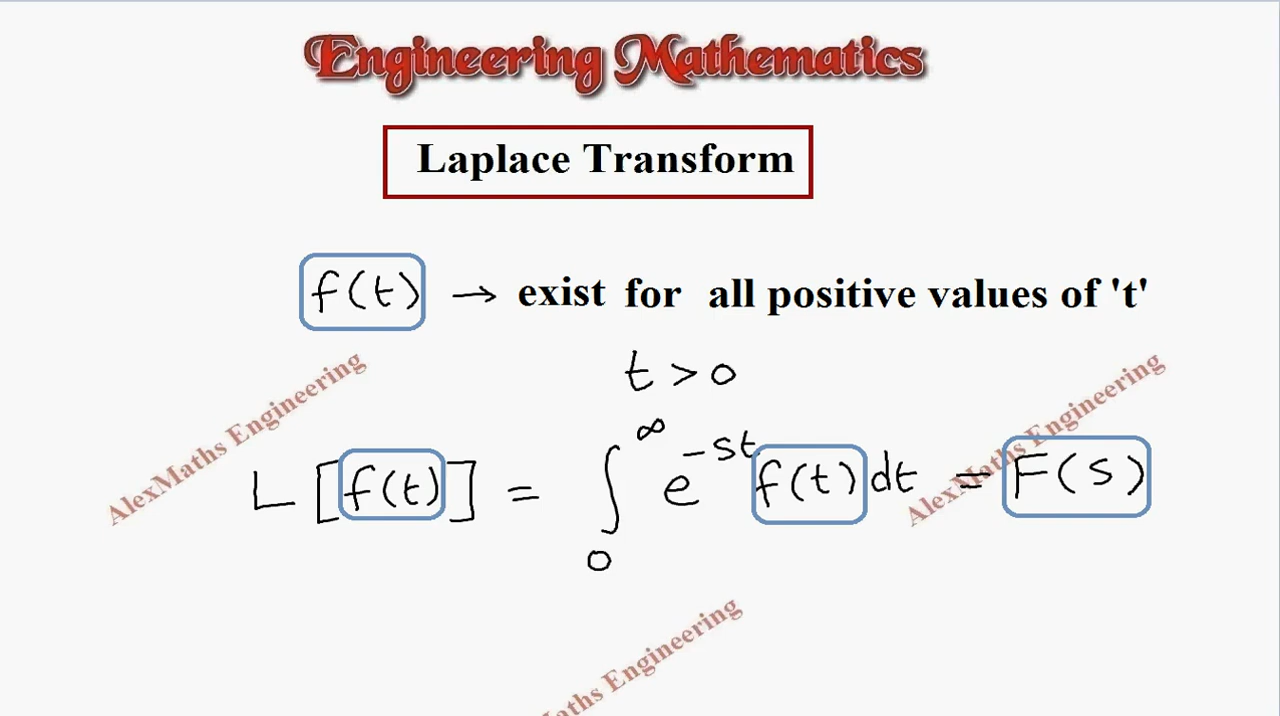 Engineering Mathematics
Laplace Transform
f(t) → exist for all positive values of 't'
t > 0
AlexMaths Engineering
AlexMaths Engineering
L [f(t)] = ∫₀^∞ e^{-st} f(t) dt = F(s)
Maths Engineering